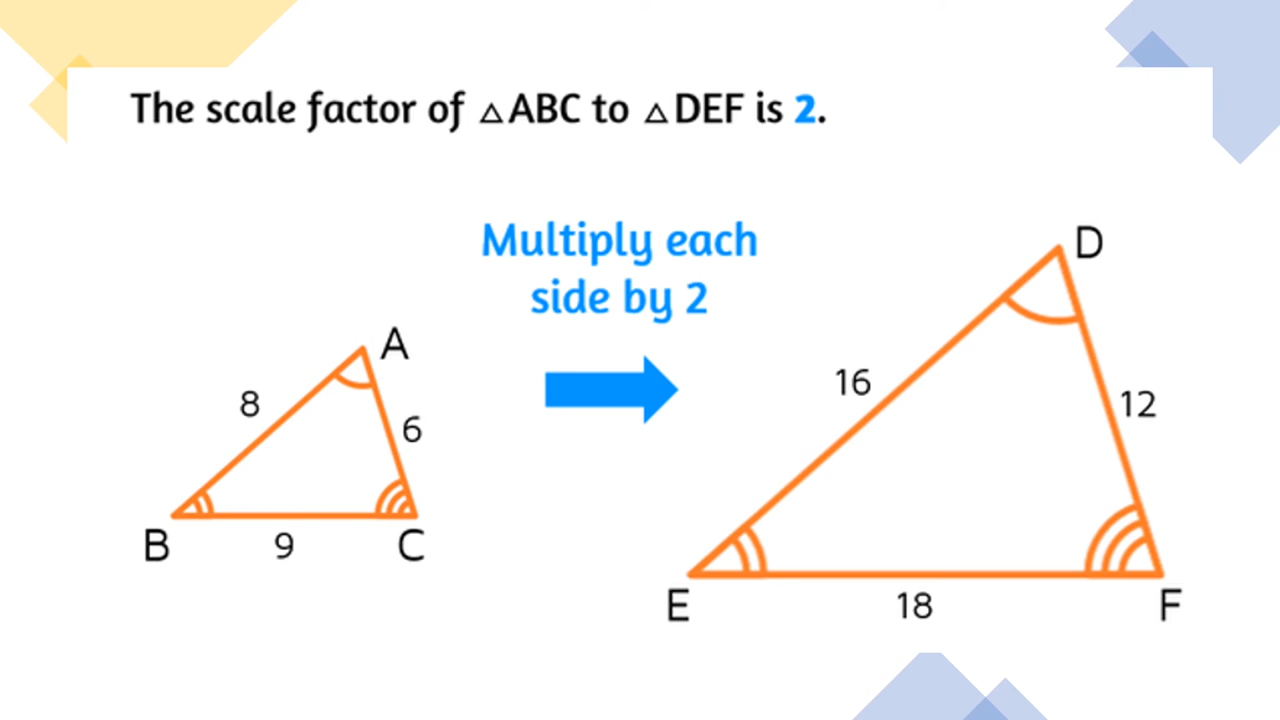 The scale factor of △ABC to △DEF is 2.
Multiply each
side by 2
D
A
16
12
8
6
B
9
C
E
18
F